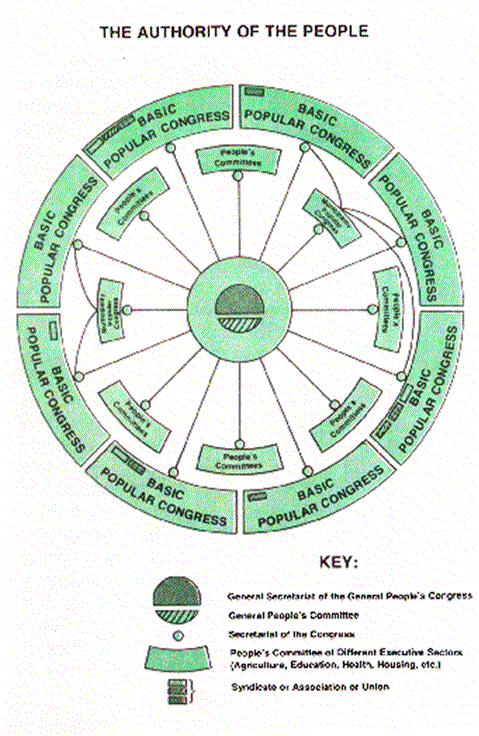 THE AUTHORITY OF THE PEOPLE
BASIC
POPULAR CONGRESS
BASIC
POPULAR CONGRESS
People's
Committees
People's
Committees
Municipal
Popular
Congress
BASIC
POPULAR CONGRESS
BASIC
POPULAR CONGRESS
People's
Committees
BASIC
POPULAR CONGRESS
BASIC
POPULAR CONGRESS
People's
Committees
People's
Committees
People's
Committees
BASIC
POPULAR CONGRESS
BASIC
POPULAR CONGRESS
KEY:
General Secretariat of the General People's Congress
General People's Committee
Secretariat of the Congress
People's Committee of Different Executive Sectors
(Agriculture, Education, Health, Housing, etc.)
Syndicate or Association or Union